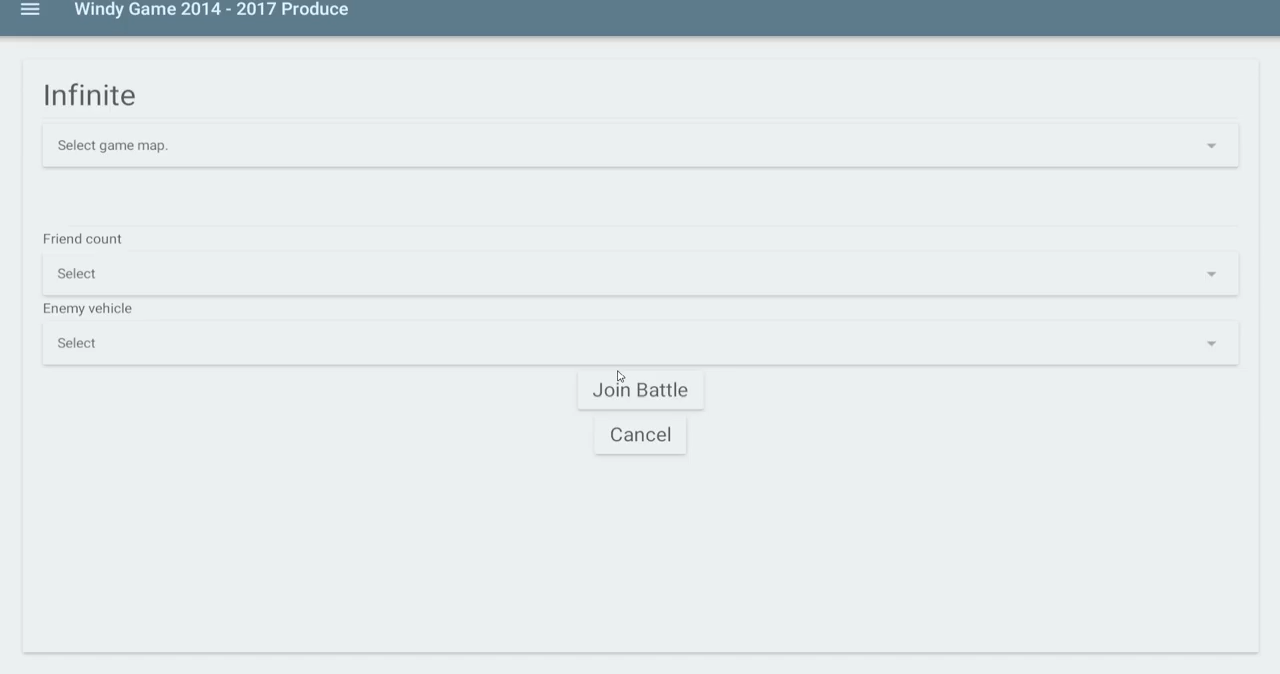 Windy Game 2014 - 2017 Produce
Infinite
Select game map.
Friend count
Select
Enemy vehicle
Select
Join Battle
Cancel